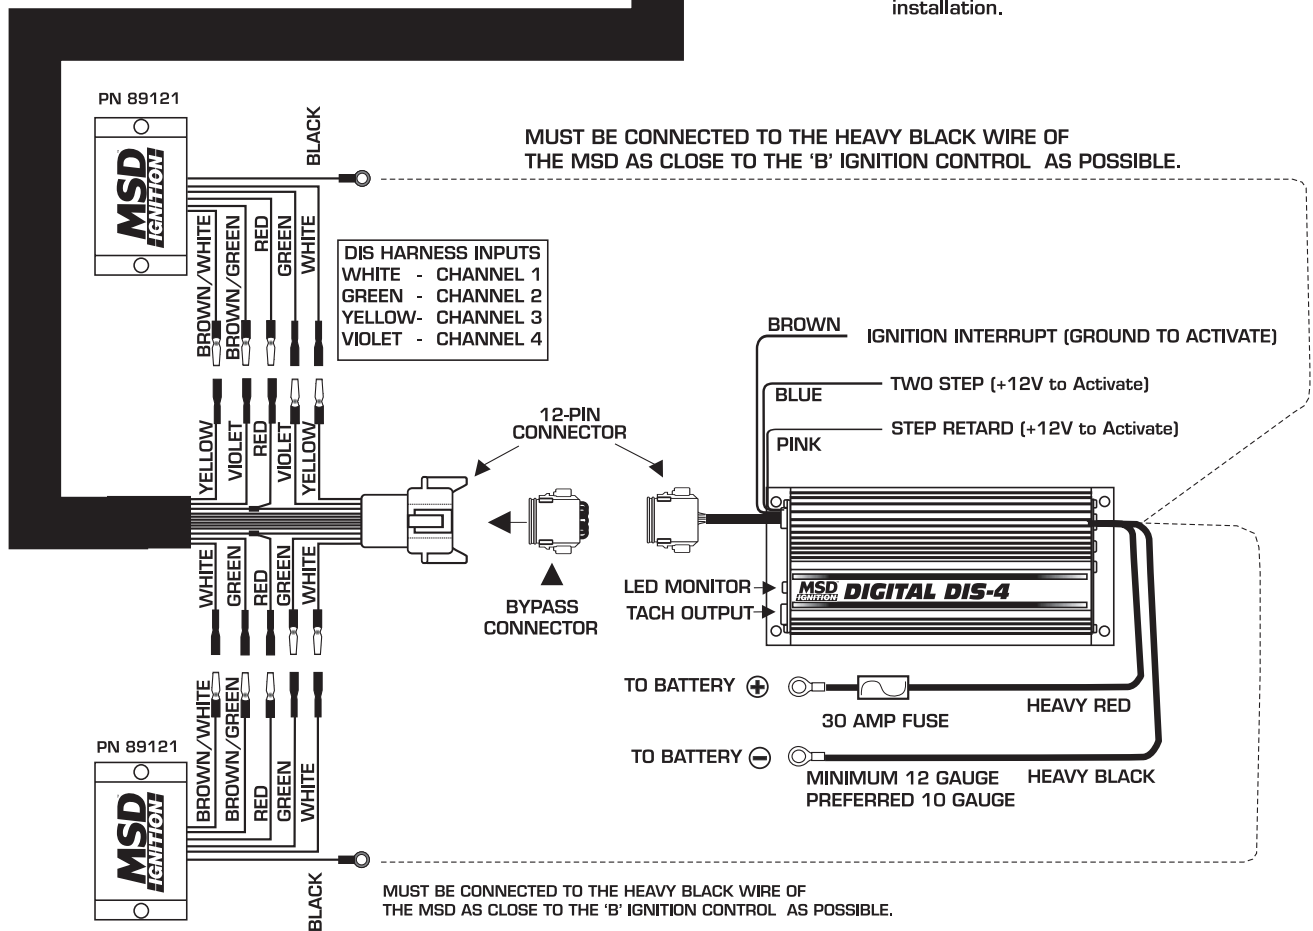 installation.
PN 89121
BLACK
MUST BE CONNECTED TO THE HEAVY BLACK WIRE OF
THE MSD AS CLOSE TO THE ‘B’ IGNITION CONTROL AS POSSIBLE.
MSD
IGNITION
BROWN/WHITE
BROWN/GREEN
RED
GREEN
WHITE
DIS HARNESS INPUTS
WHITE - CHANNEL 1
GREEN - CHANNEL 2
YELLOW- CHANNEL 3
VIOLET - CHANNEL 4
BROWN
IGNITION INTERRUPT (GROUND TO ACTIVATE)
BLUE
TWO STEP (+12V to Activate)
PINK
STEP RETARD (+12V to Activate)
12-PIN
CONNECTOR
YELLOW
VIOLET
RED
VIOLET
YELLOW
WHITE
GREEN
RED
GREEN
WHITE
BYPASS
CONNECTOR
LED MONITOR
TACH OUTPUT
MSD
IGNITION
DIGITAL DIS-4
TO BATTERY +
30 AMP FUSE
HEAVY RED
TO BATTERY −
MINIMUM 12 GAUGE
PREFERRED 10 GAUGE
HEAVY BLACK
PN 89121
MSD
IGNITION
BROWN/WHITE
BROWN/GREEN
RED
GREEN
WHITE
BLACK
MUST BE CONNECTED TO THE HEAVY BLACK WIRE OF
THE MSD AS CLOSE TO THE ‘B’ IGNITION CONTROL AS POSSIBLE.